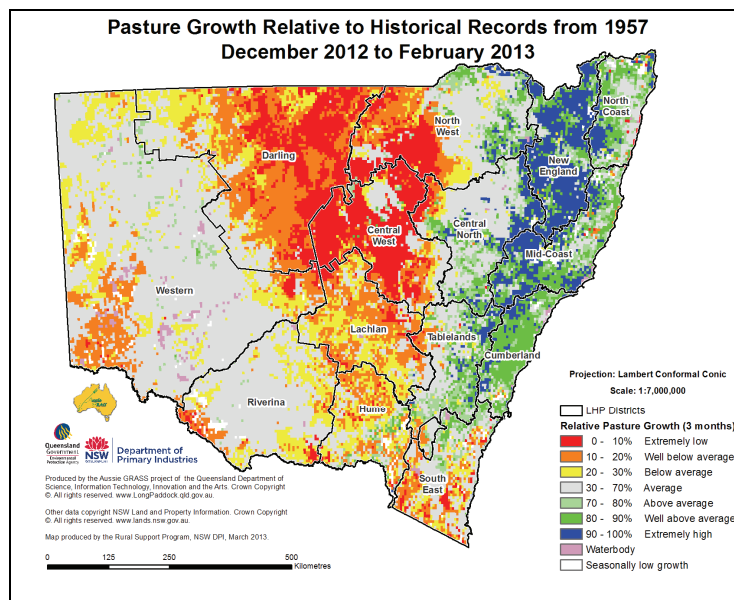 Pasture Growth Relative to Historical Records from 1957
December 2012 to February 2013
North
Coast
North
West
Darling
New
England
Central
West
Central
North
Mid-Coast
Western
Lachlan
Tablelands
Cumberland
Riverina
Hume
South
East
Projection: Lambert Conformal Conic
Scale: 1:7,000,000
LHP Districts
Relative Pasture Growth (3 months)
0 - 10% Extremely low
10 - 20% Well below average
20 - 30% Below average
30 - 70% Average
70 - 80% Above average
80 - 90% Well above average
90 - 100% Extremely high
Waterbody
Seasonally low growth
Queensland
Government
Environmental
Protection Agency
NSW
GOVERNMENT
Department of
Primary Industries
Produced by the Aussie GRASS project of the Queensland Department of
Science, Information Technology, Innovation and the Arts. Crown Copyright
©. All rights reserved. www.LongPaddock.qld.gov.au.
Other data copyright NSW Land and Property Information. Crown Copyright
©. All rights reserved. www.lands.nsw.gov.au.
Map produced by the Rural Support Program, NSW DPI, March 2013.
0 125 250 500
Kilometres